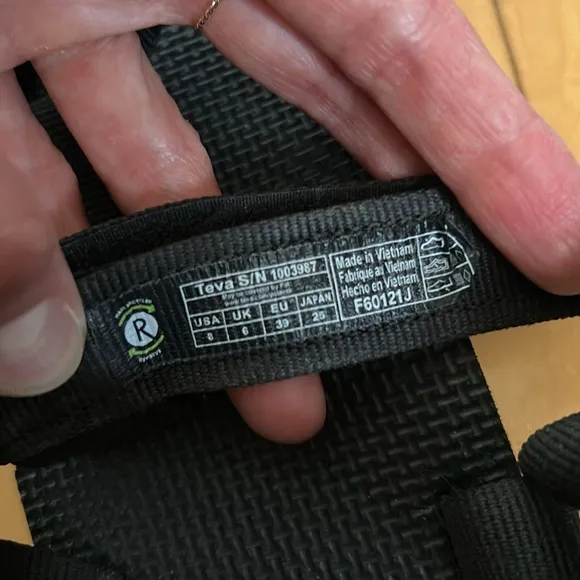 R
Teva S/N 1003987
USA UK EU JAPAN
8 6 39 25
Made in Vietnam
Fabriqué au Vietnam
Hecho en Vietnam
F60121J